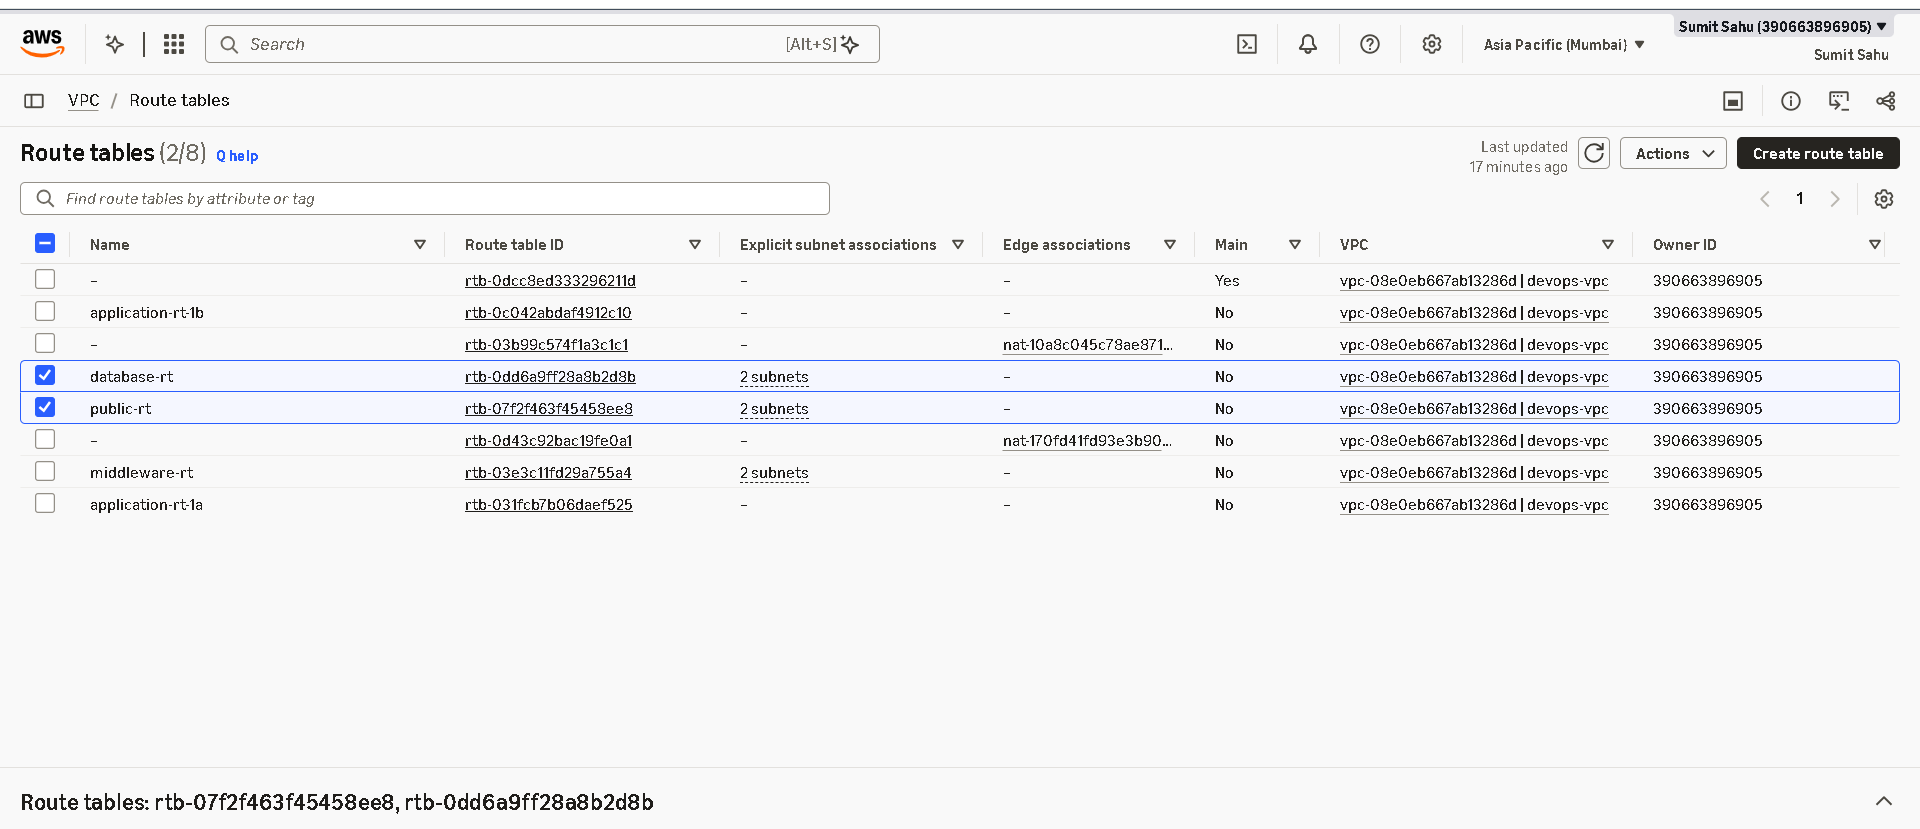 aws
Search [Alt+S]
Asia Pacific (Mumbai)
Sumit Sahu (390663896905)
Sumit Sahu
VPC / Route tables
Route tables (2/8) Q help
Last updated
17 minutes ago
Actions
Create route table
Find route tables by attribute or tag
1
Name Route table ID Explicit subnet associations Edge associations Main VPC Owner ID
– rtb-0dcc8ed333296211d – – Yes vpc-08e0eb667ab13286d | devops-vpc 390663896905
application-rt-1b rtb-0c042abdaf4912c10 – – No vpc-08e0eb667ab13286d | devops-vpc 390663896905
– rtb-03b99c574f1a3c1c1 – nat-10a8c045c78ae871... No vpc-08e0eb667ab13286d | devops-vpc 390663896905
database-rt rtb-0dd6a9ff28a8b2d8b 2 subnets – No vpc-08e0eb667ab13286d | devops-vpc 390663896905
public-rt rtb-07f2f463f45458ee8 2 subnets – No vpc-08e0eb667ab13286d | devops-vpc 390663896905
– rtb-0d43c92bac19fe0a1 – nat-170fd41fd93e3b90... No vpc-08e0eb667ab13286d | devops-vpc 390663896905
middleware-rt rtb-03e3c11fd29a755a4 2 subnets – No vpc-08e0eb667ab13286d | devops-vpc 390663896905
application-rt-1a rtb-031fcb7b06daef525 – – No vpc-08e0eb667ab13286d | devops-vpc 390663896905
Route tables: rtb-07f2f463f45458ee8, rtb-0dd6a9ff28a8b2d8b